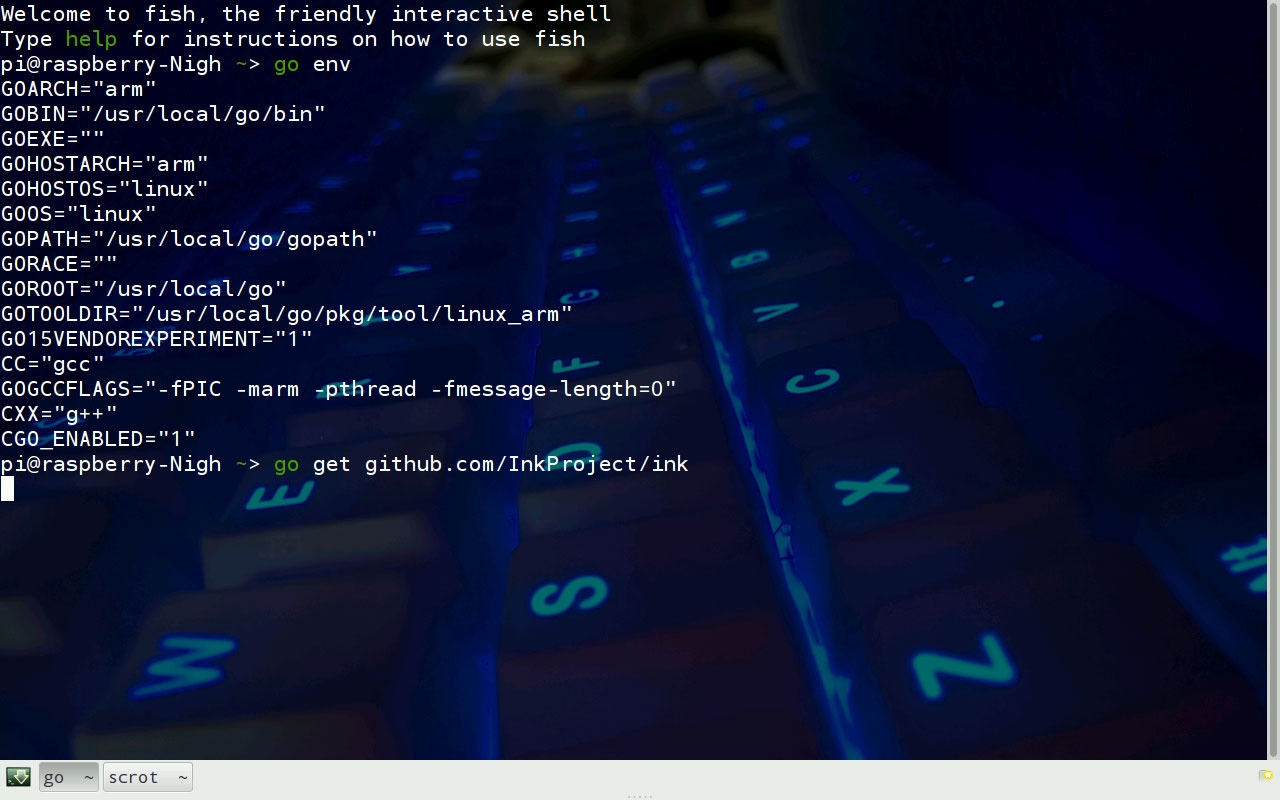 Welcome to fish, the friendly interactive shell
Type help for instructions on how to use fish
pi@raspberry-Nigh ~> go env
GOARCH="arm"
GOBIN="/usr/local/go/bin"
GOEXE=""
GOHOSTARCH="arm"
GOHOSTOS="linux"
GOOS="linux"
GOPATH="/usr/local/go/gopath"
GORACE=""
GOROOT="/usr/local/go"
GOTOOLDIR="/usr/local/go/pkg/tool/linux_arm"
GO15VENDOREXPERIMENT="1"
CC="gcc"
GOGCCFLAGS="-fPIC -marm -pthread -fmessage-length=0"
CXX="g++"
CGO_ENABLED="1"
pi@raspberry-Nigh ~> go get github.com/InkProject/ink
Y U
G H
V B
F
C
D
E
X
S
W
Z
go ~
scrot ~